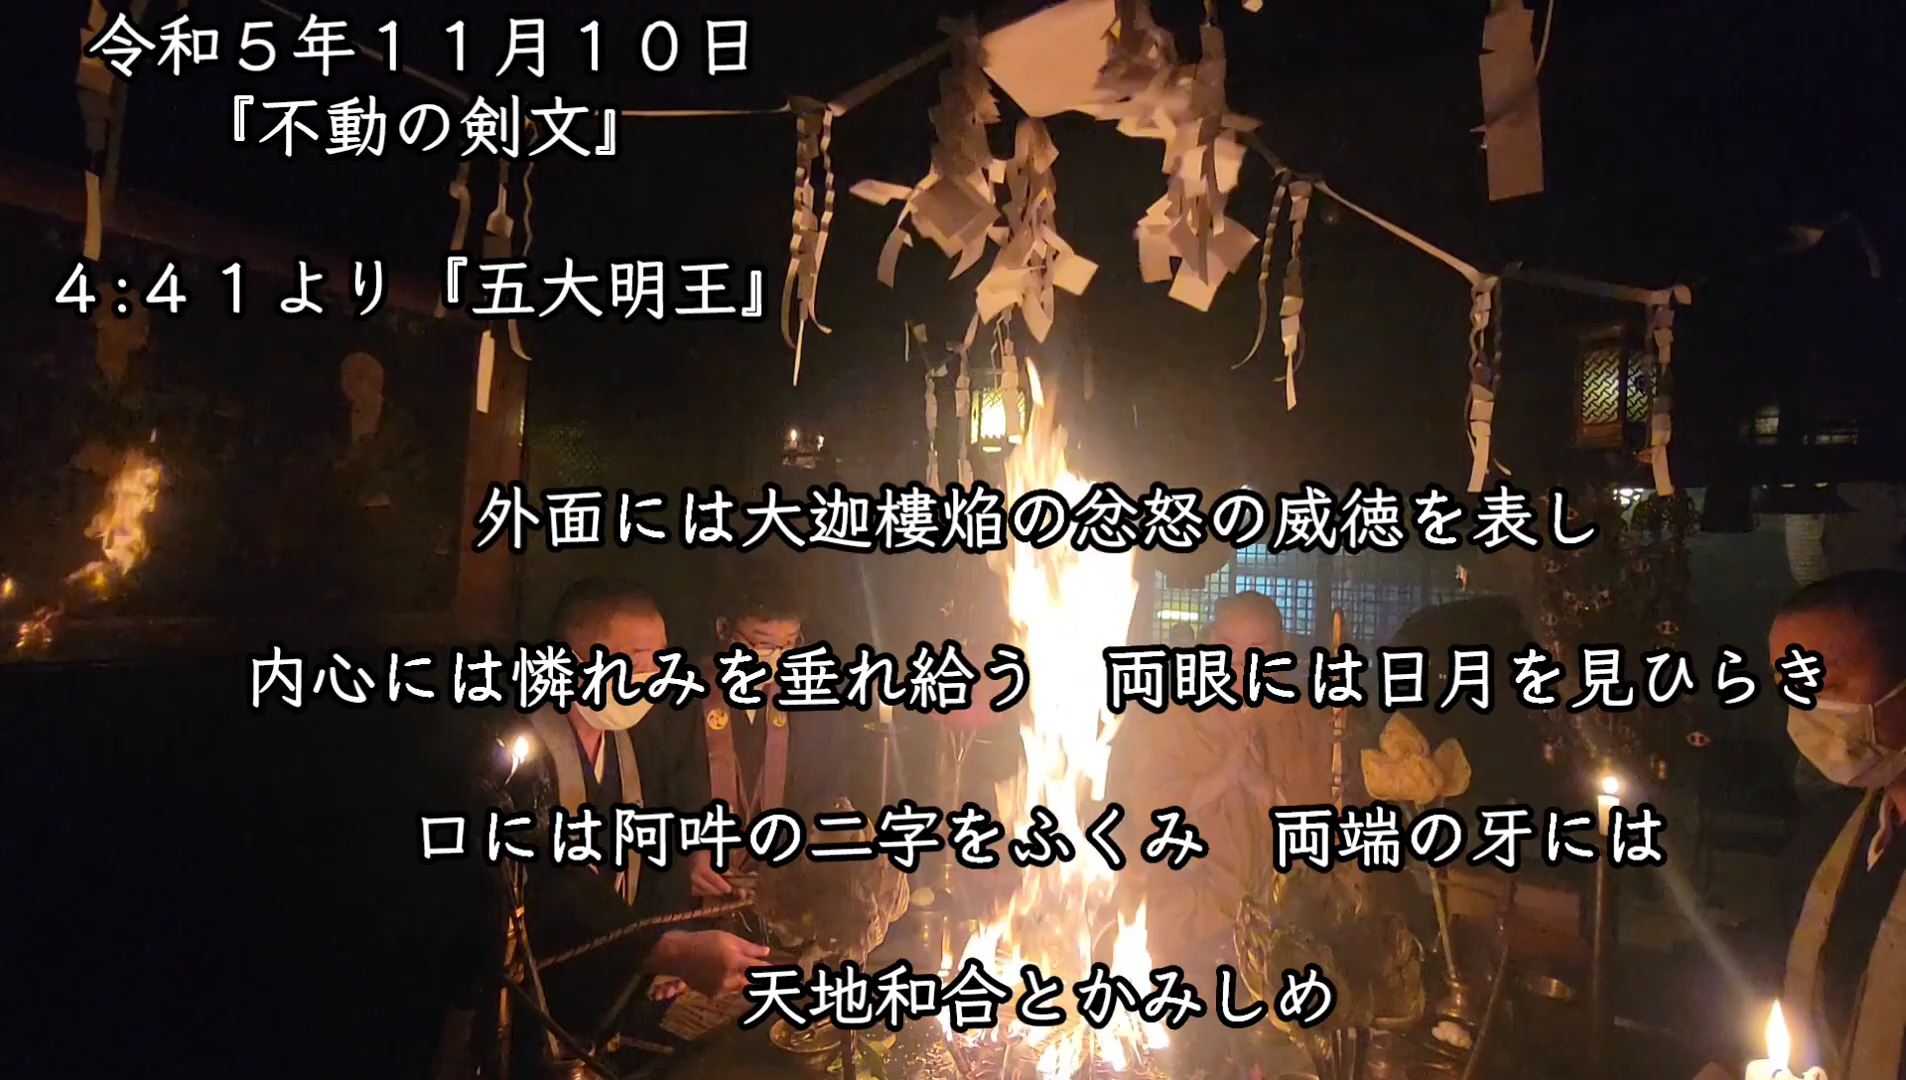 令和５年１１月１０日
『不動の剣文』
４:４１より『五大明王』
外面には大迦樓焔の忿怒の威徳を表し
内心には憐れみを垂れ給う　両眼には日月を見ひらき
口には阿吽の二字をふくみ　両端の牙には
天地和合とかみしめ